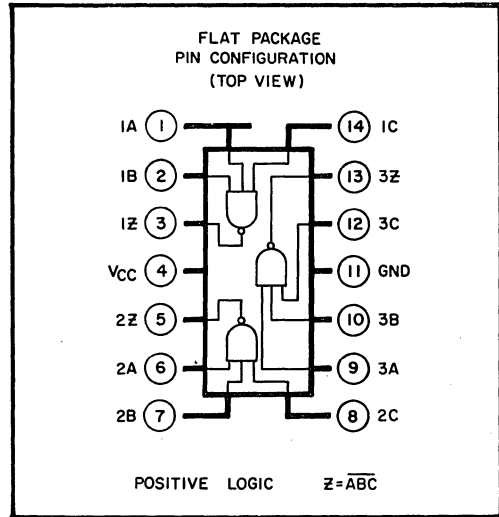 FLAT PACKAGE
PIN CONFIGURATION
(TOP VIEW)
1A 1 14 1C
1B 2 13 3Z
1Z 3 12 3C
VCC 4 11 GND
2Z 5 10 3B
2A 6 9 3A
2B 7 8 2C
POSITIVE LOGIC Z=A̅B̅C̅